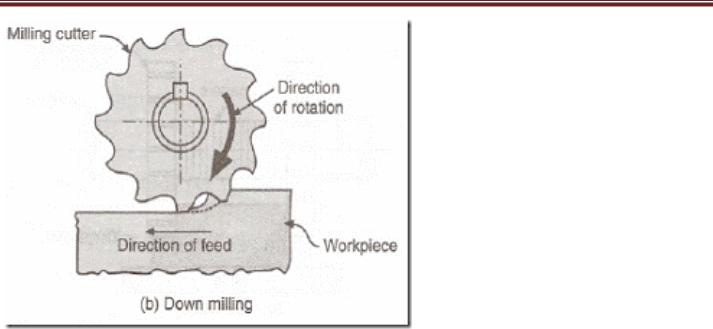 Milling cutter
Direction
of rotation
Direction of feed
Workpiece
(b) Down milling